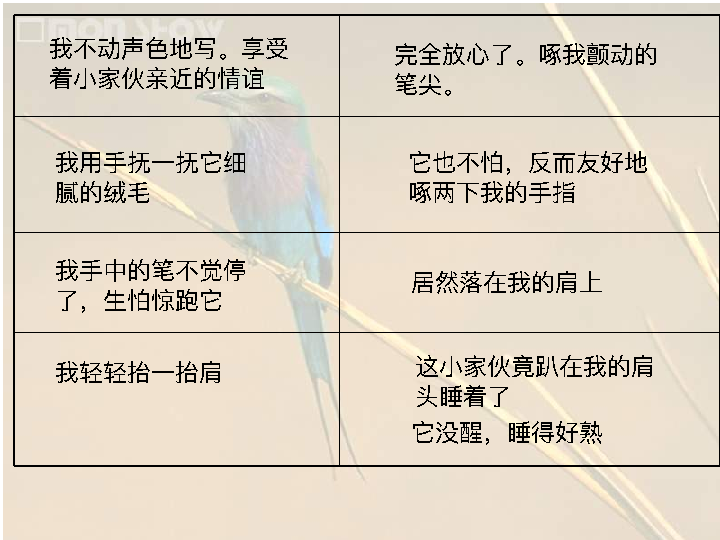 我不动声色地写。享受
着小家伙亲近的情谊
完全放心了。啄我颤动的
笔尖。
我用手抚一抚它细
腻的绒毛
它也不怕，反而友好地
啄两下我的手指
我手中的笔不觉停
了，生怕惊跑它
居然落在我的肩上
我轻轻抬一抬肩
这小家伙竟趴在我的肩
头睡着了
它没醒，睡得好熟